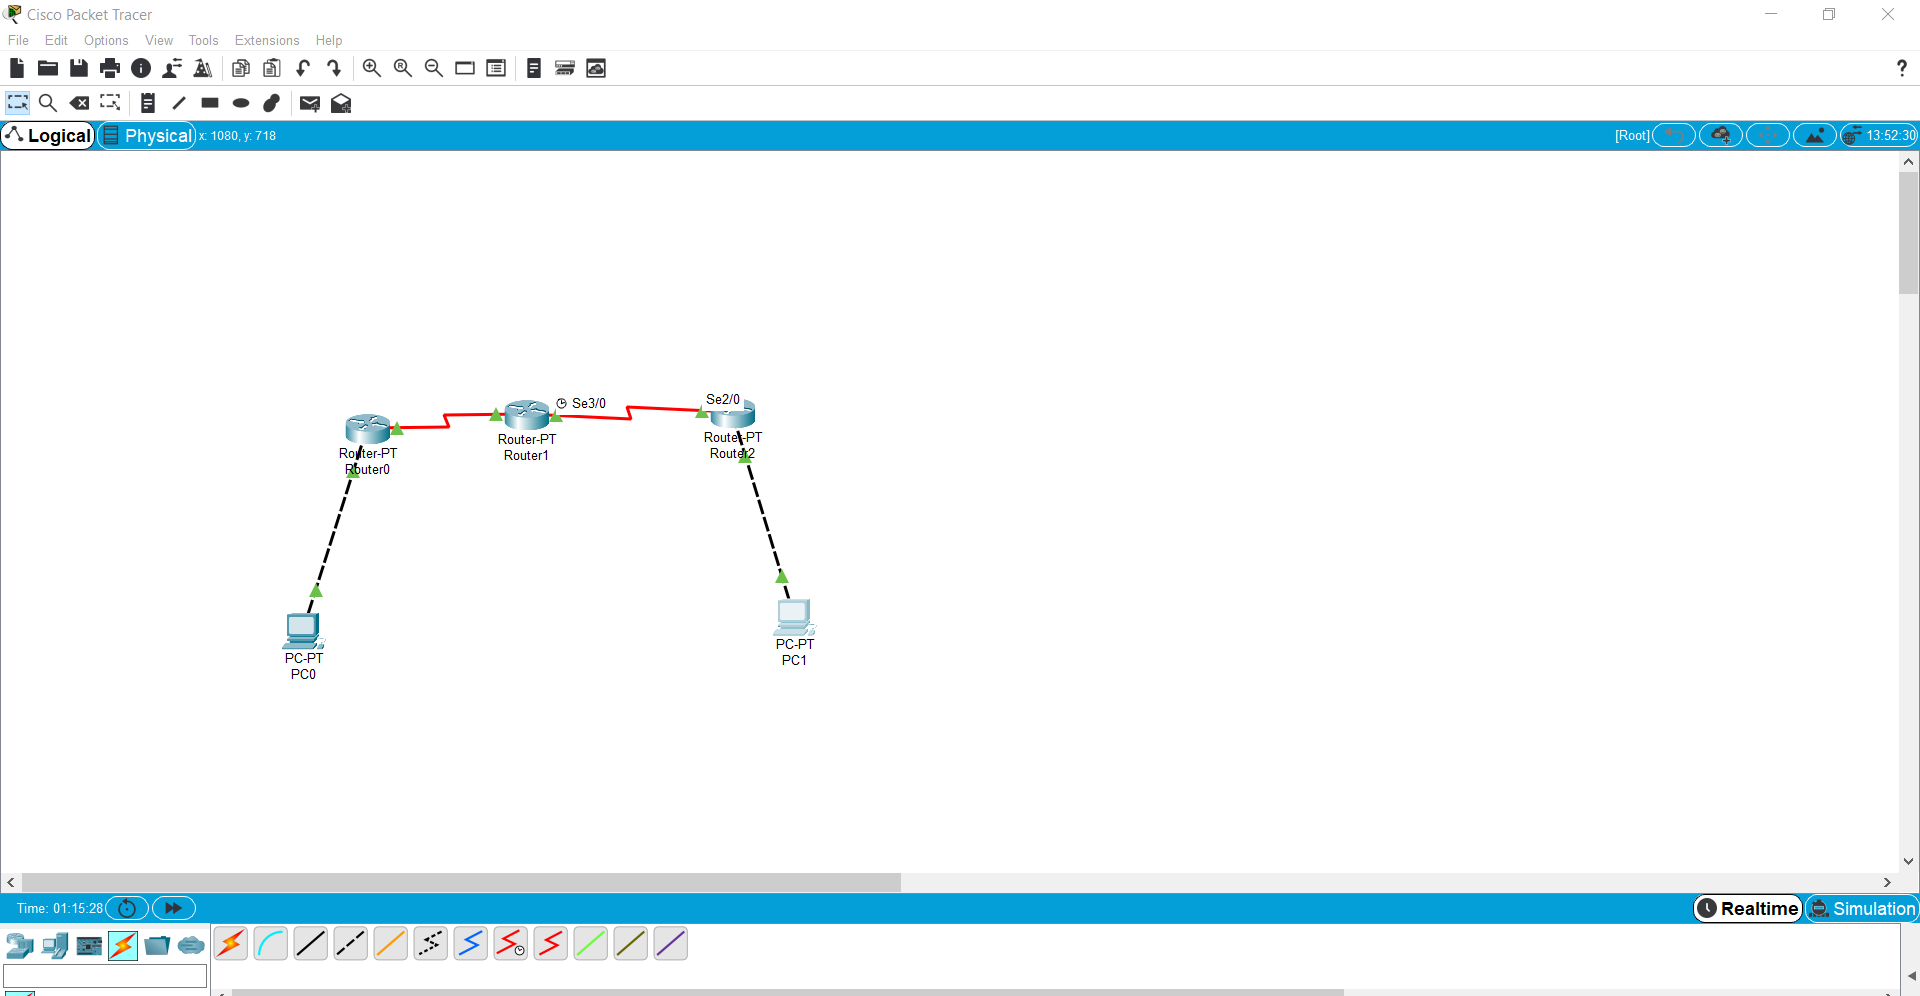 Cisco Packet Tracer
File Edit Options View Tools Extensions Help
?
Logical Physical x: 1080, y: 718 [Root] 13:52:30
Se3/0 Se2/0
Router-PT
Router0
Router-PT
Router1
Router-PT
Router2
PC-PT
PC0
PC-PT
PC1
Time: 01:15:28 Realtime Simulation